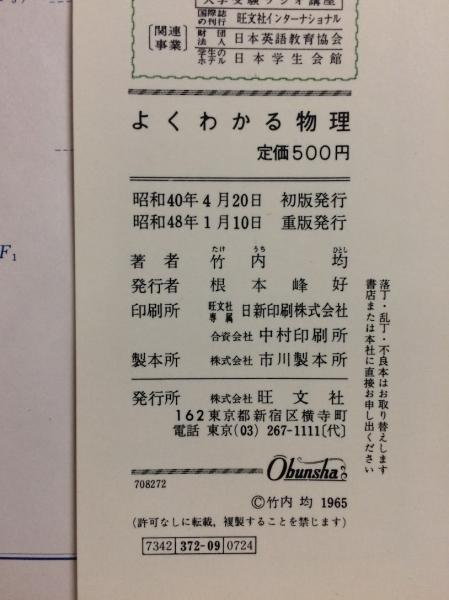 大学受験ラジオ講座
国際誌の刊行 旺文社インターナショナル
[関連事業] 財団法人 日本英語教育協会
学生のホテル 日本学生会館
よくわかる物理
定価500円
昭和40年4月20日 初版発行
昭和48年1月10日 重版発行
たけ うち ひとし
著者 竹内 均
発行者 根本峰好
印刷所 旺文社専属 日新印刷株式会社
合資会社 中村印刷所
製本所 株式会社 市川製本所
発行所 株式会社 旺文社
162 東京都新宿区横寺町
電話 東京(03) 267-1111[代]
Obunsha
708272
©竹内 均 1965
(許可なしに転載, 複製することを禁じます)
7342 372-09 0724
落丁・乱丁・不良本はお取り替えします
書店または本社に直接お申し出ください
F₁